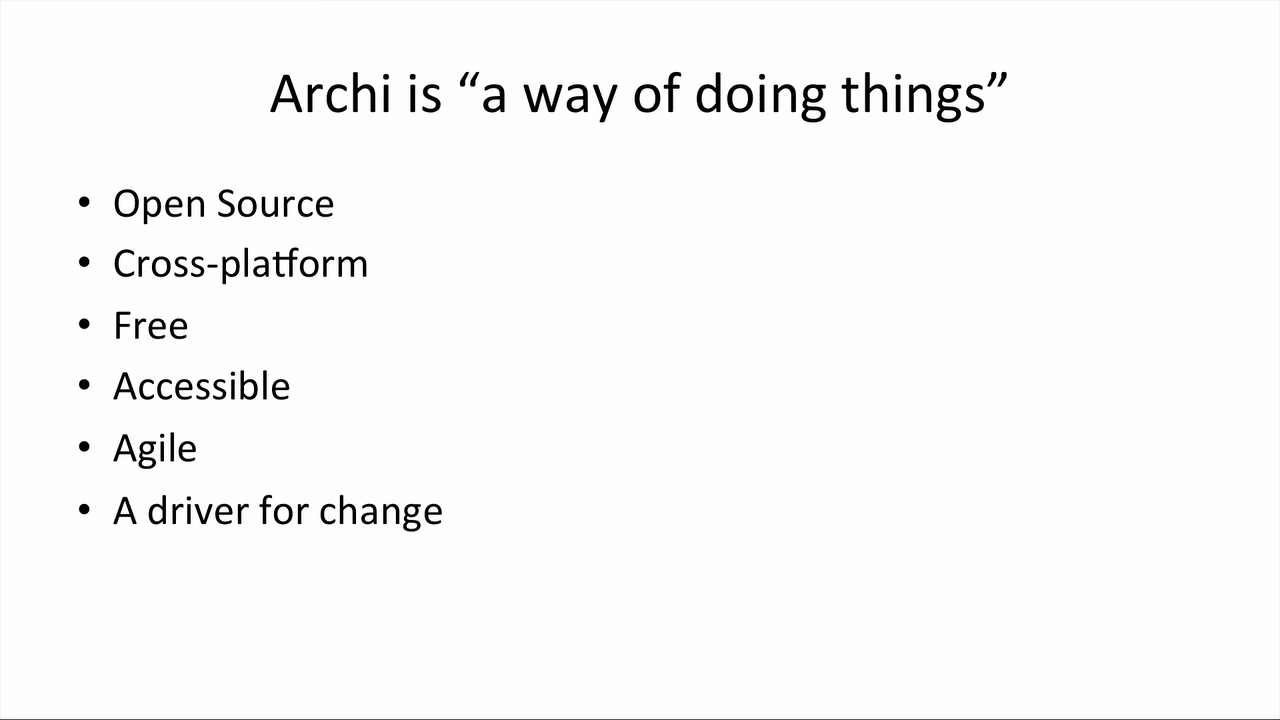 Archi is “a way of doing things”
• Open Source
• Cross-platform
• Free
• Accessible
• Agile
• A driver for change